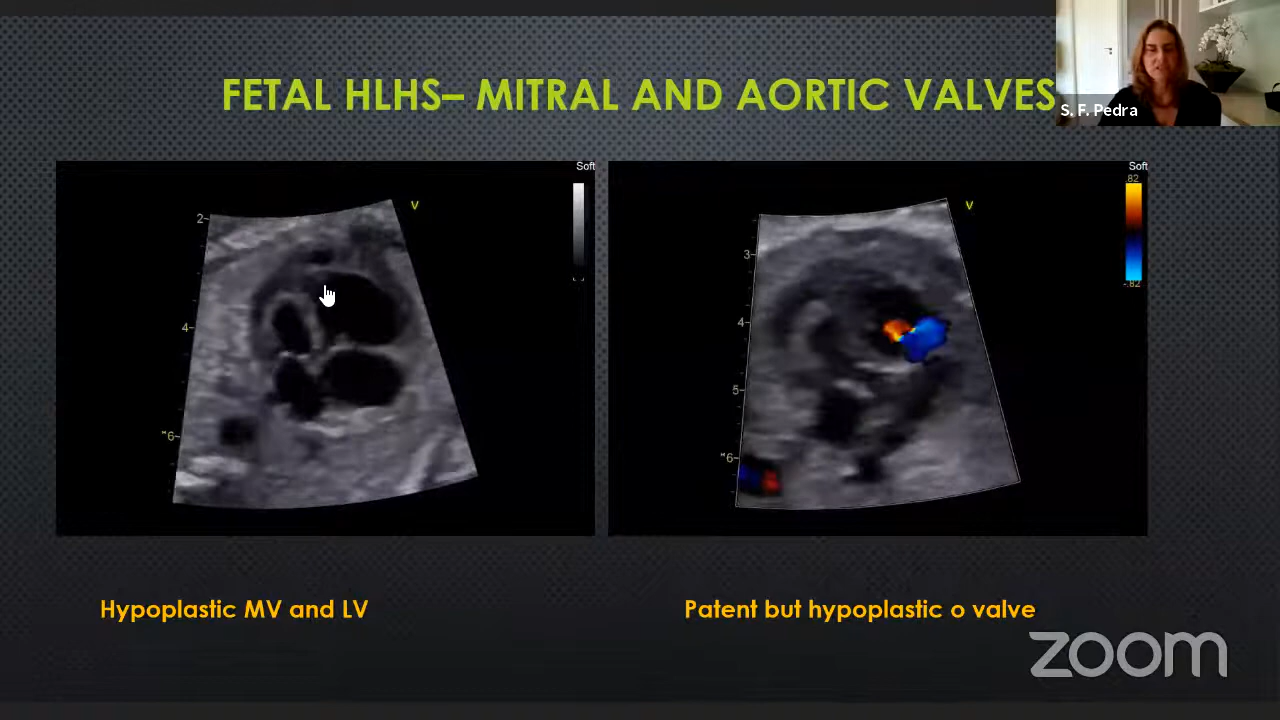 FETAL HLHS– MITRAL AND AORTIC VALVES
S. F. Pedra
Soft
V
2
4
6
Soft
.82
V
-.82
3
4
5
6
Hypoplastic MV and LV
Patent but hypoplastic o valve
zoom